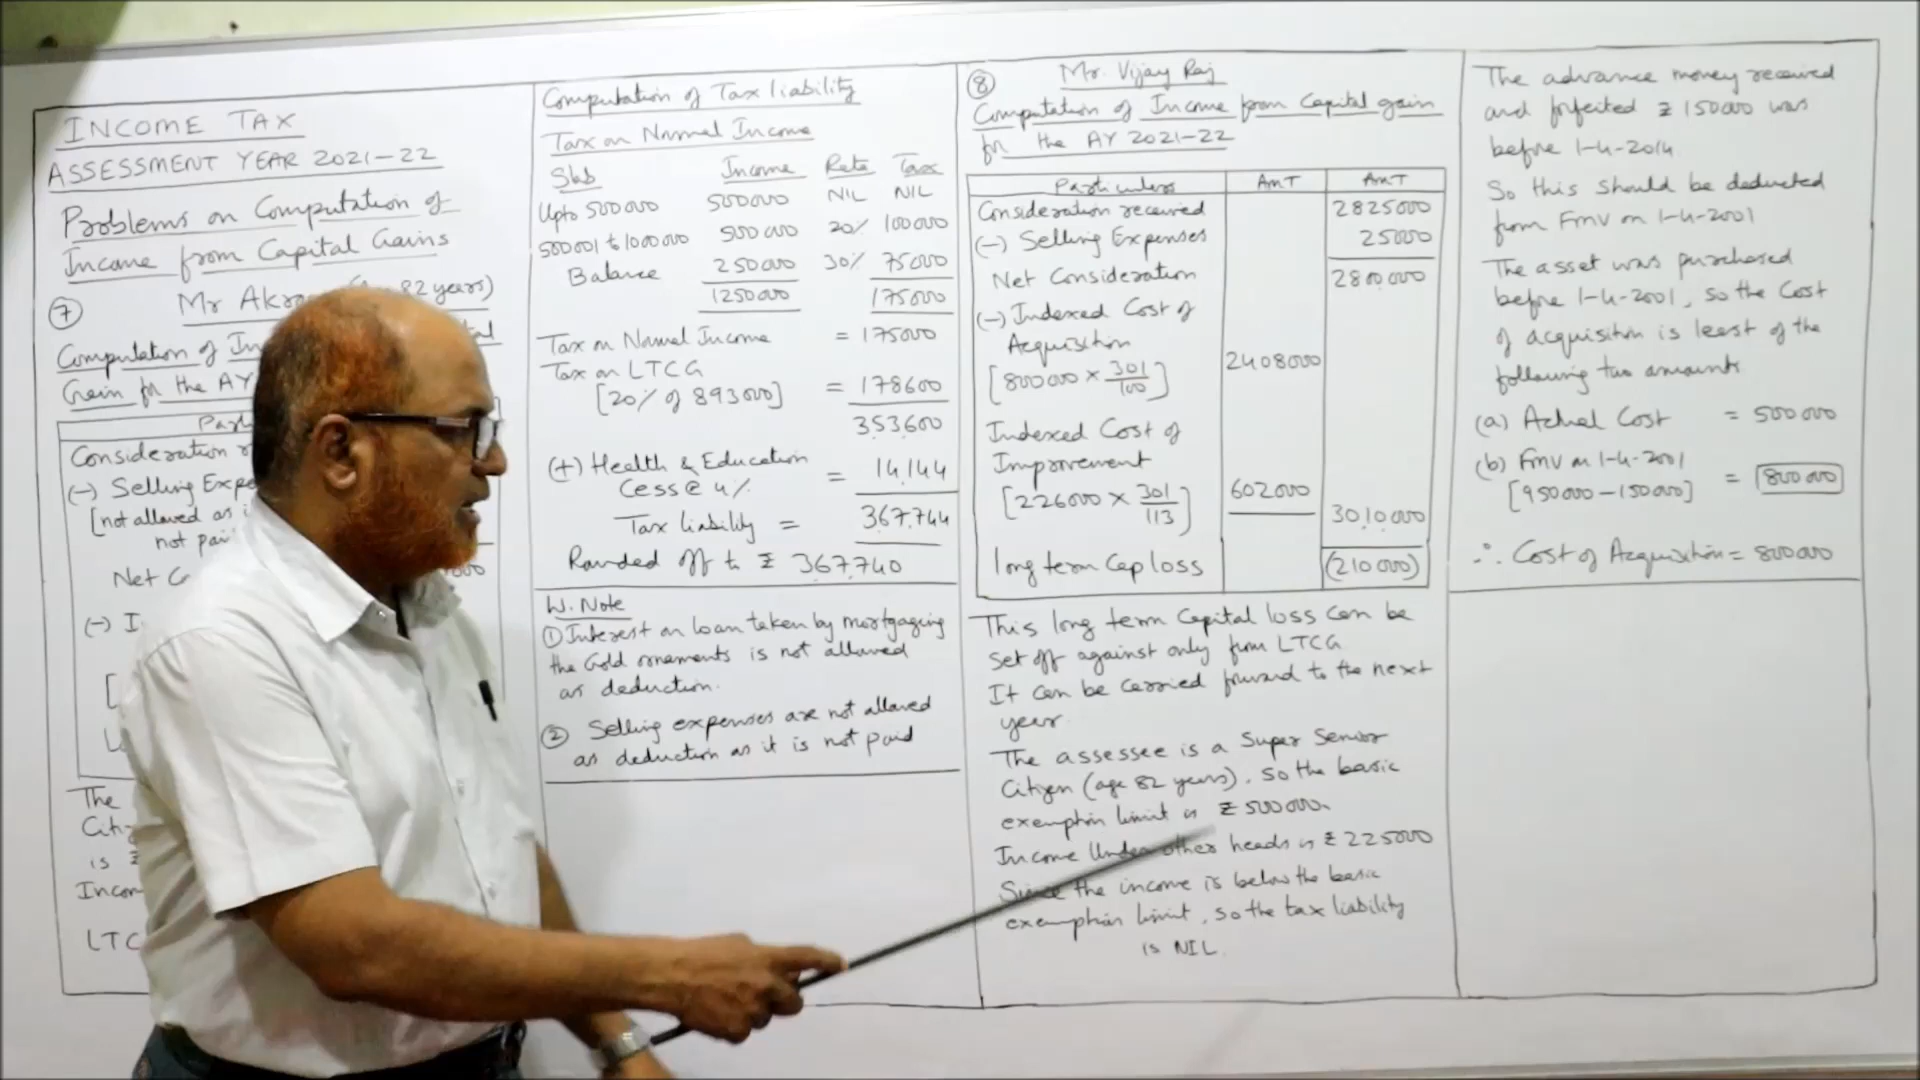 INCOME TAX
ASSESSMENT YEAR 2021-22
Problems on Computation of
Income from Capital Gains
(7) Mr 82 years)
Computation of
Gain for the AY
Consideration
(-) Selling
[not allowed as
not
Net
(-)
[
The
is
LTC
Computation of Tax liability
Tax on Normal Income
Slab Income Rate Tax
Upto 500000 500000 NIL NIL
500001 to 1000000 500000 20% 100000
Balance 250000 30% 75000
1250000 175000
Tax on Normal Income = 175000
Tax on LTCG
[20% of 893000] = 178600
353600
(+) Health & Education
Cess @ 4% = 14,144
Tax liability = 367,744
Rounded off to ₹ 367,740
W. Note
(1) Interest on loan taken by mortgaging
the Gold ornaments is not allowed
as deduction.
(2) Selling expenses are not allowed
as deduction as it is not paid
(8) Mr. Vijay Raj
Computation of Income from Capital gain
for the AY 2021-22
Particulars AMT AMT
Consideration received 2825000
(-) Selling Expenses 25000
Net Consideration 2800000
(-) Indexed Cost of
Acquisition
[800000 × 301/100] 2408000
Indexed Cost of
Improvement
[226000 × 301/113] 602000
3010,000
long term Cap loss (210000)
This long term Capital loss can be
set off against only from LTCG
It can be carried forward to the next
year.
The assessee is a Super Senior
Citizen (age 82 years). So the basic
exemption limit is ₹ 500000.
Income Under other heads is ₹ 225000
Since the income is below the basic
exemption limit, so the tax liability
is NIL.
The advance money received
and forfeited ₹ 150000 was
before 1-4-2014.
So this should be deducted
from FMV on 1-4-2001
The asset was purchased
before 1-4-2001, so the cost
of acquisition is least of the
following two amounts
(a) Actual Cost = 500000
(b) FMV on 1-4-2001
[950000 - 150000] = 800000
∴ Cost of Acquisition = 800000